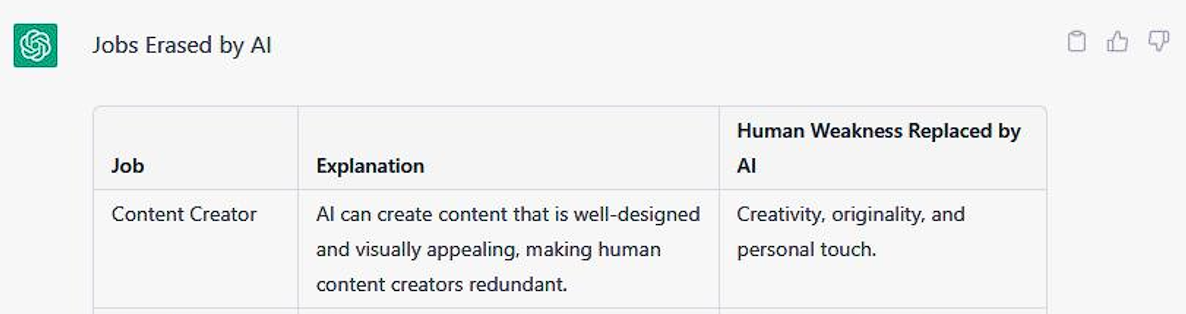 Jobs Erased by AI
Human Weakness Replaced by
Job Explanation AI
Content Creator AI can create content that is well-designed Creativity, originality, and
and visually appealing, making human personal touch.
content creators redundant.